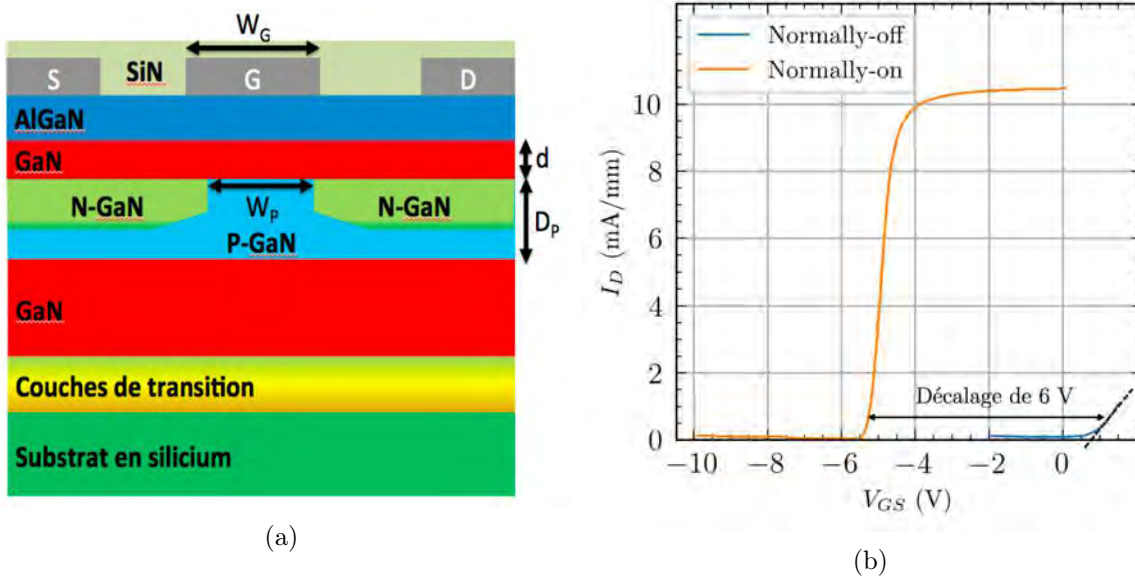 W_G
S
SiN
G
D
AlGaN
GaN
d
N-GaN
W_P
N-GaN
D_P
P-GaN
GaN
Couches de transition
Substrat en silicium
(a)
Normally-off
Normally-on
10
8
6
4
2
0
I_D (mA/mm)
Décalage de 6 V
−10
−8
−6
−4
−2
0
V_GS (V)
(b)